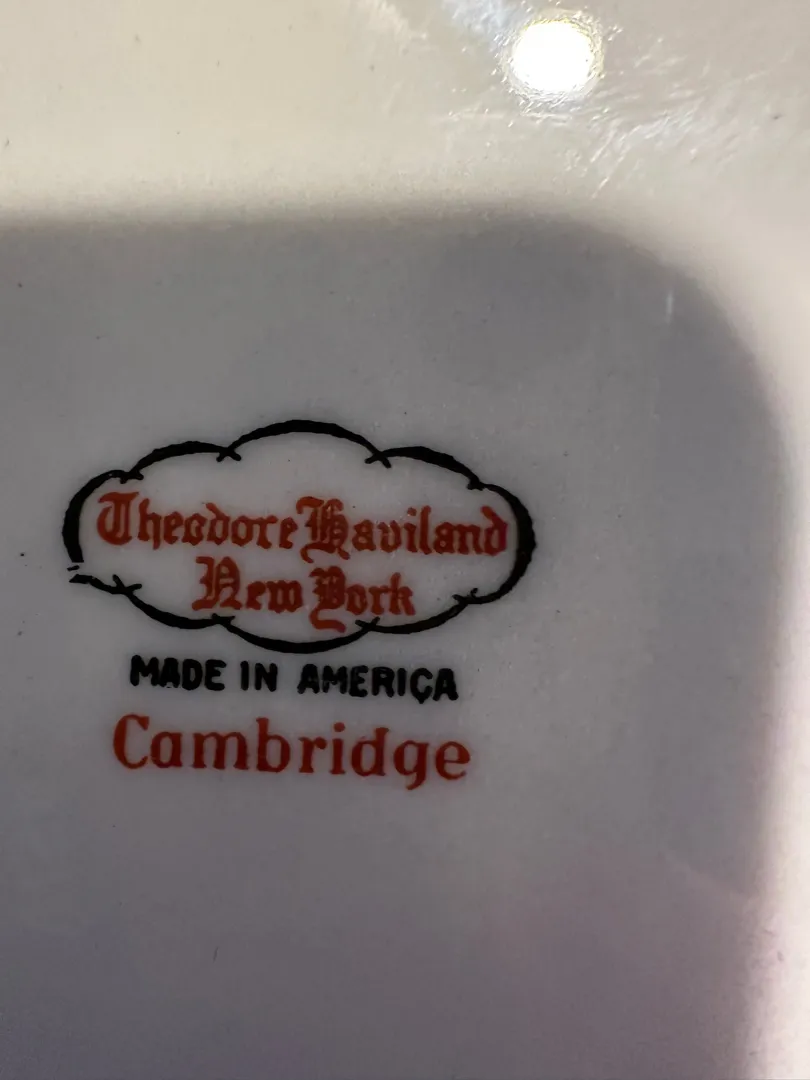 Theodore Haviland
New York
MADE IN AMERICA
Cambridge